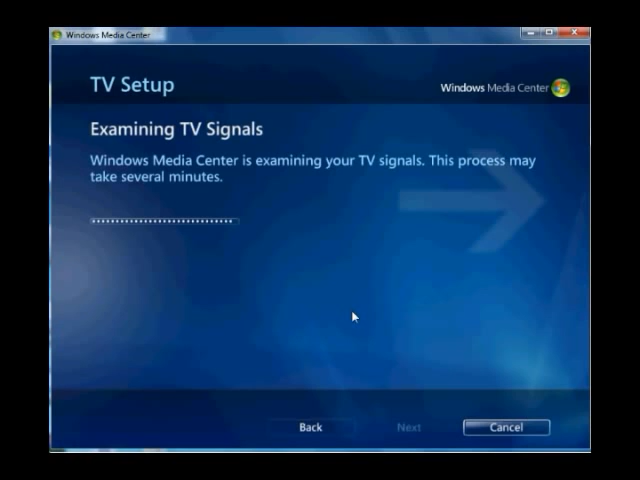 Windows Media Center
TV Setup
Windows Media Center
Examining TV Signals
Windows Media Center is examining your TV signals. This process may
take several minutes.
Back
Next
Cancel